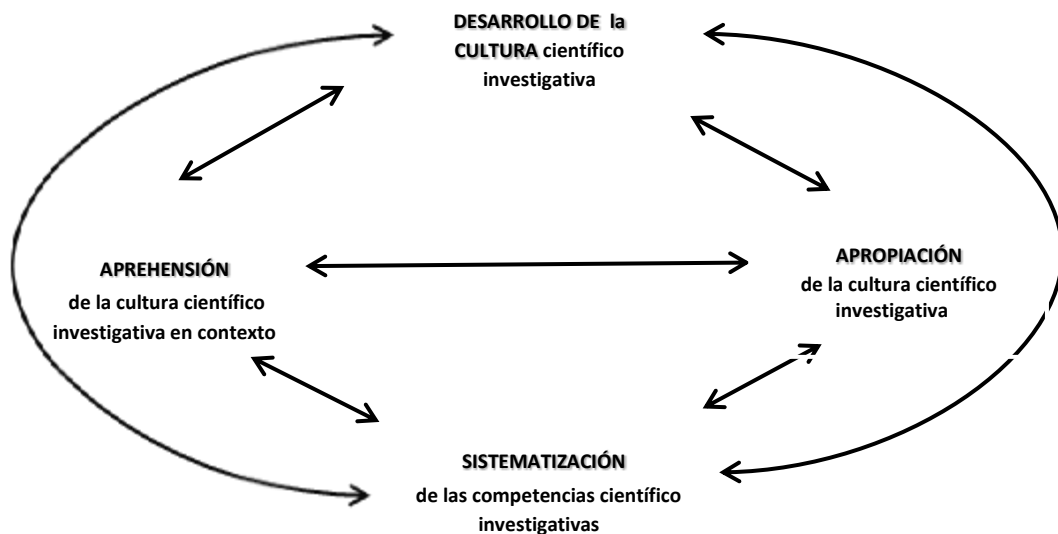 DESARROLLO DE la
CULTURA científico
investigativa
APREHENSIÓN
de la cultura científico
investigativa en contexto
APROPIACIÓN
de la cultura científico
investigativa
SISTEMATIZACIÓN
de las competencias científico
investigativas